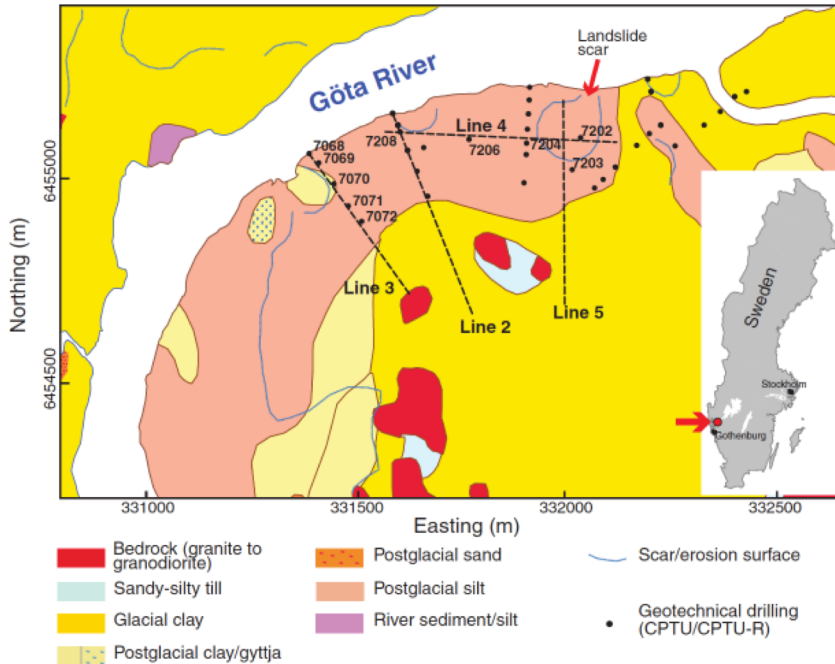 Landslide
scar
Göta River
Line 4
7202
7208
7206
7204
7068
7069
7203
7070
7071
7072
6455000
Northing (m)
Line 3
Line 2
Line 5
6454500
Sweden
Stockholm
Gothenburg
331000
331500
332000
332500
Easting (m)
Bedrock (granite to
granodiorite)
Sandy-silty till
Glacial clay
Postglacial clay/gyttja
Postglacial sand
Postglacial silt
River sediment/silt
Scar/erosion surface
Geotechnical drilling
(CPTU/CPTU-R)